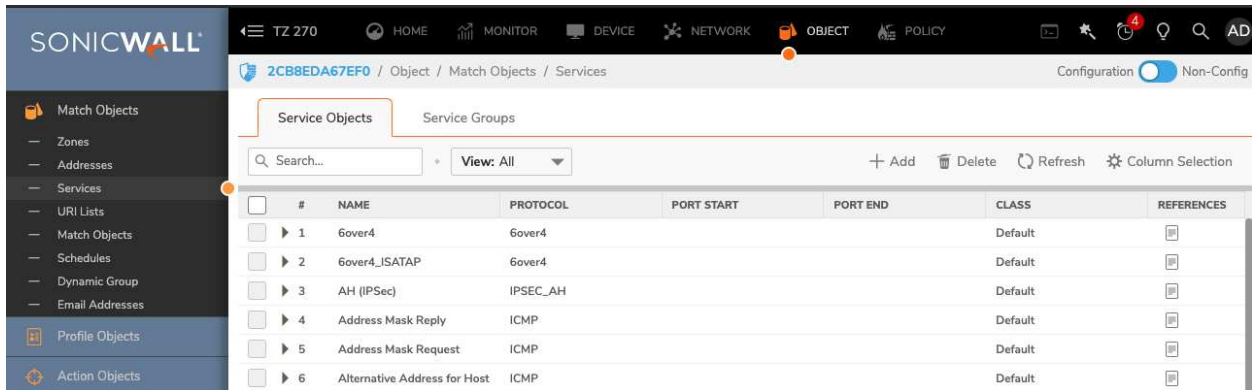 SONICWALL
TZ 270 HOME MONITOR DEVICE NETWORK OBJECT POLICY 4 AD
2CB8EDA67EF0 / Object / Match Objects / Services Configuration Non-Config
Match Objects
Zones
Addresses
Services
URI Lists
Match Objects
Schedules
Dynamic Group
Email Addresses
Profile Objects
Action Objects
Service Objects Service Groups
Search... View: All Add Delete Refresh Column Selection
# NAME PROTOCOL PORT START PORT END CLASS REFERENCES
1 6over4 6over4 Default
2 6over4_ISATAP 6over4 Default
3 AH (IPSec) IPSEC_AH Default
4 Address Mask Reply ICMP Default
5 Address Mask Request ICMP Default
6 Alternative Address for Host ICMP Default